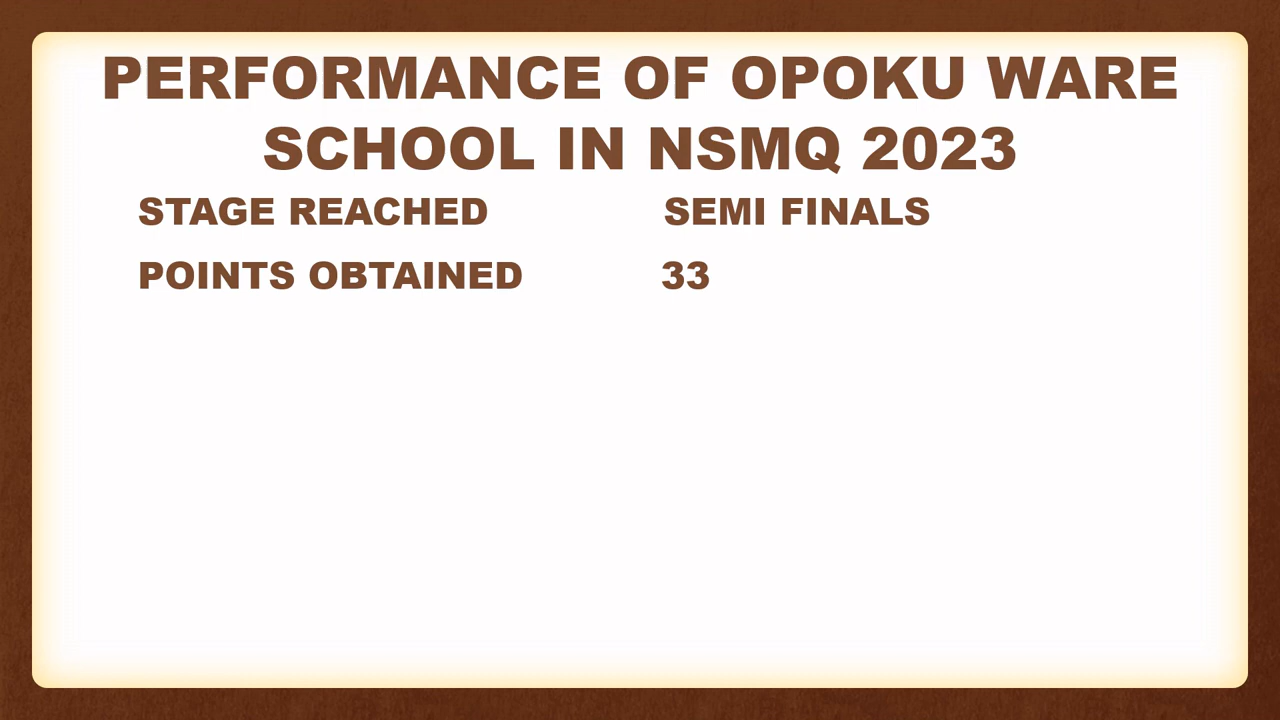 PERFORMANCE OF OPOKU WARE
SCHOOL IN NSMQ 2023
STAGE REACHED SEMI FINALS
POINTS OBTAINED 33